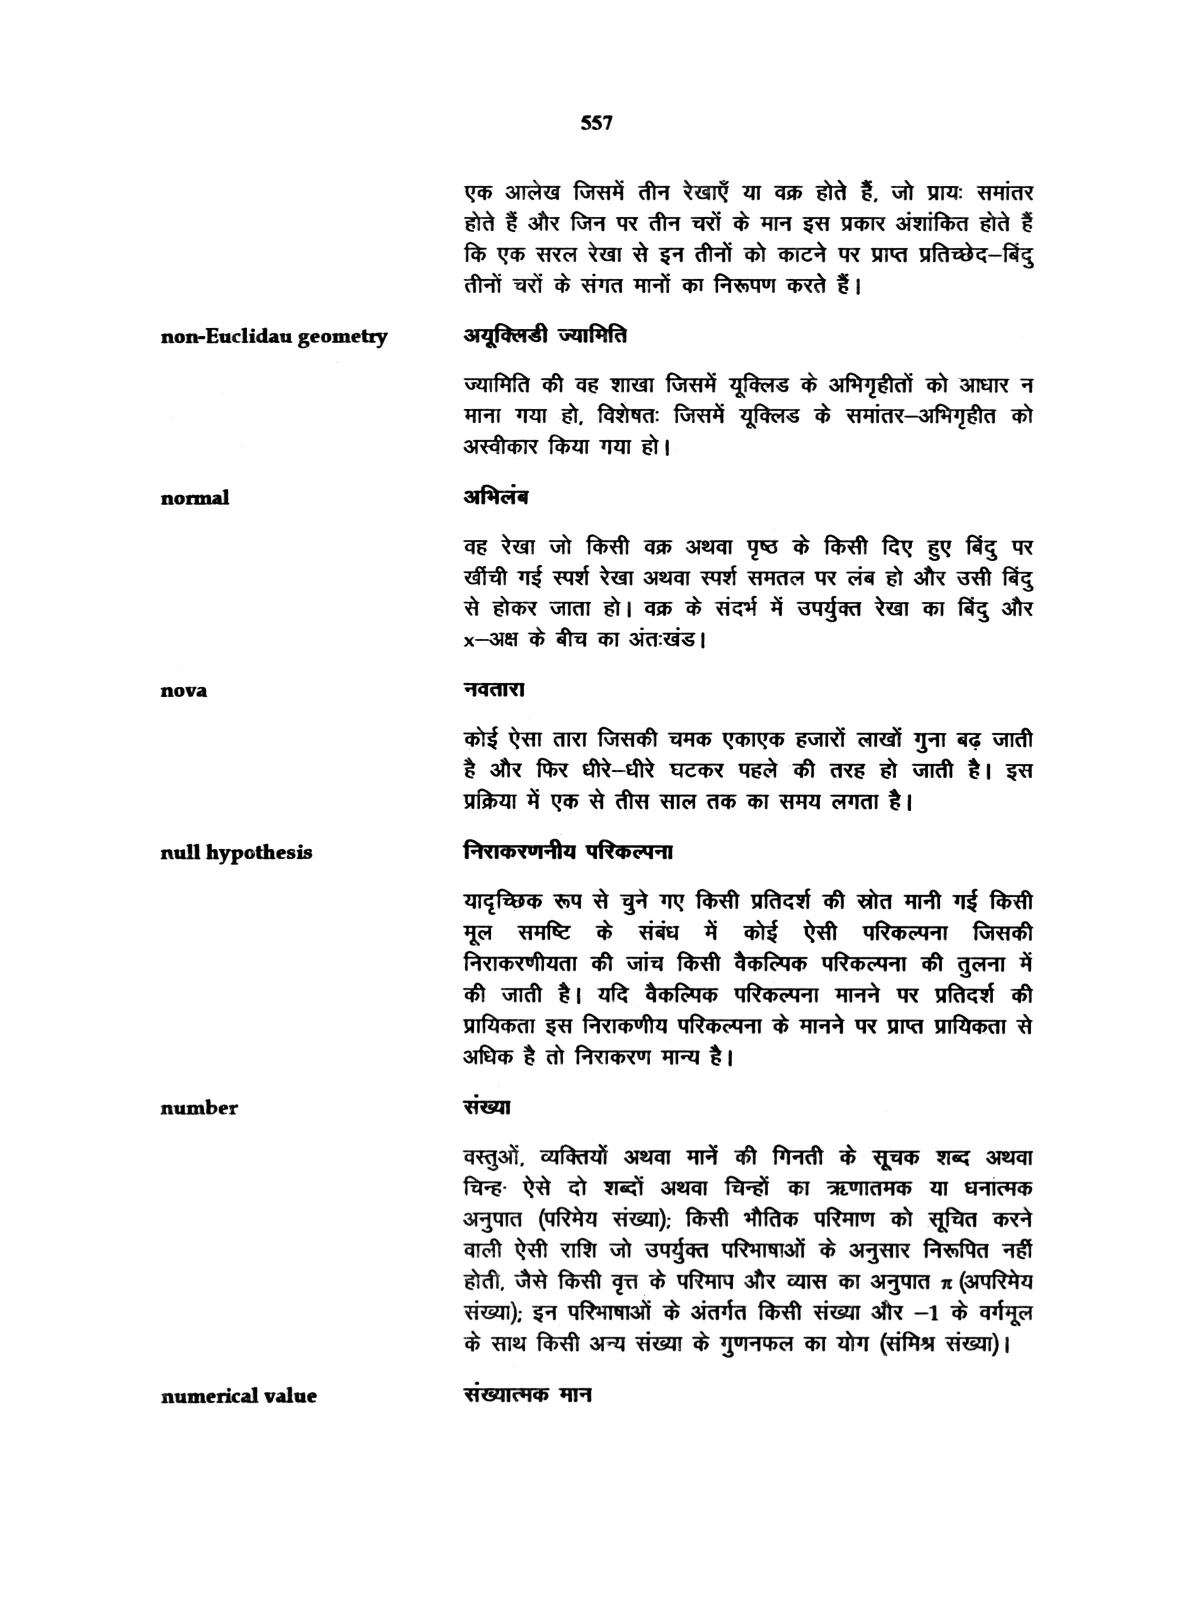 557
एक आलेख जिसमें तीन रेखाएँ या वक्र होते हैं, जो प्रायः समांतर
होते हैं और जिन पर तीन चरों के मान इस प्रकार अंशांकित होते हैं
कि एक सरल रेखा से इन तीनों को काटने पर प्राप्त प्रतिच्छेद–बिंदु
तीनों चरों के संगत मानों का निरूपण करते हैं।
non-Euclidau geometry अयूक्लिडी ज्यामिति
ज्यामिति की वह शाखा जिसमें यूक्लिड के अभिगृहीतों को आधार न
माना गया हो, विशेषतः जिसमें यूक्लिड के समांतर–अभिगृहीत को
अस्वीकार किया गया हो।
normal अभिलंब
वह रेखा जो किसी वक्र अथवा पृष्ठ के किसी दिए हुए बिंदु पर
खींची गई स्पर्श रेखा अथवा स्पर्श समतल पर लंब हो और उसी बिंदु
से होकर जाता हो। वक्र के संदर्भ में उपर्युक्त रेखा का बिंदु और
x–अक्ष के बीच का अंतःखंड।
nova नवतारा
कोई ऐसा तारा जिसकी चमक एकाएक हजारों लाखों गुना बढ़ जाती
है और फिर धीरे–धीरे घटकर पहले की तरह हो जाती है। इस
प्रक्रिया में एक से तीस साल तक का समय लगता है।
null hypothesis निराकरणनीय परिकल्पना
यादृच्छिक रूप से चुने गए किसी प्रतिदर्श की स्रोत मानी गई किसी
मूल समष्टि के संबंध में कोई ऐसी परिकल्पना जिसकी
निराकरणीयता की जांच किसी वैकल्पिक परिकल्पना की तुलना में
की जाती है। यदि वैकल्पिक परिकल्पना मानने पर प्रतिदर्श की
प्रायिकता इस निराकणीय परिकल्पना के मानने पर प्राप्त प्रायिकता से
अधिक है तो निराकरण मान्य है।
number संख्या
वस्तुओं, व्यक्तियों अथवा मानें की गिनती के सूचक शब्द अथवा
चिन्ह· ऐसे दो शब्दों अथवा चिन्हों का ऋणातमक या धनात्मक
अनुपात (परिमेय संख्या); किसी भौतिक परिमाण को सूचित करने
वाली ऐसी राशि जो उपर्युक्त परिभाषाओं के अनुसार निरूपित नहीं
होती, जैसे किसी वृत्त के परिमाप और व्यास का अनुपात π (अपरिमेय
संख्या); इन परिभाषाओं के अंतर्गत किसी संख्या और –1 के वर्गमूल
के साथ किसी अन्य संख्या के गुणनफल का योग (संमिश्र संख्या)।
numerical value संख्यात्मक मान